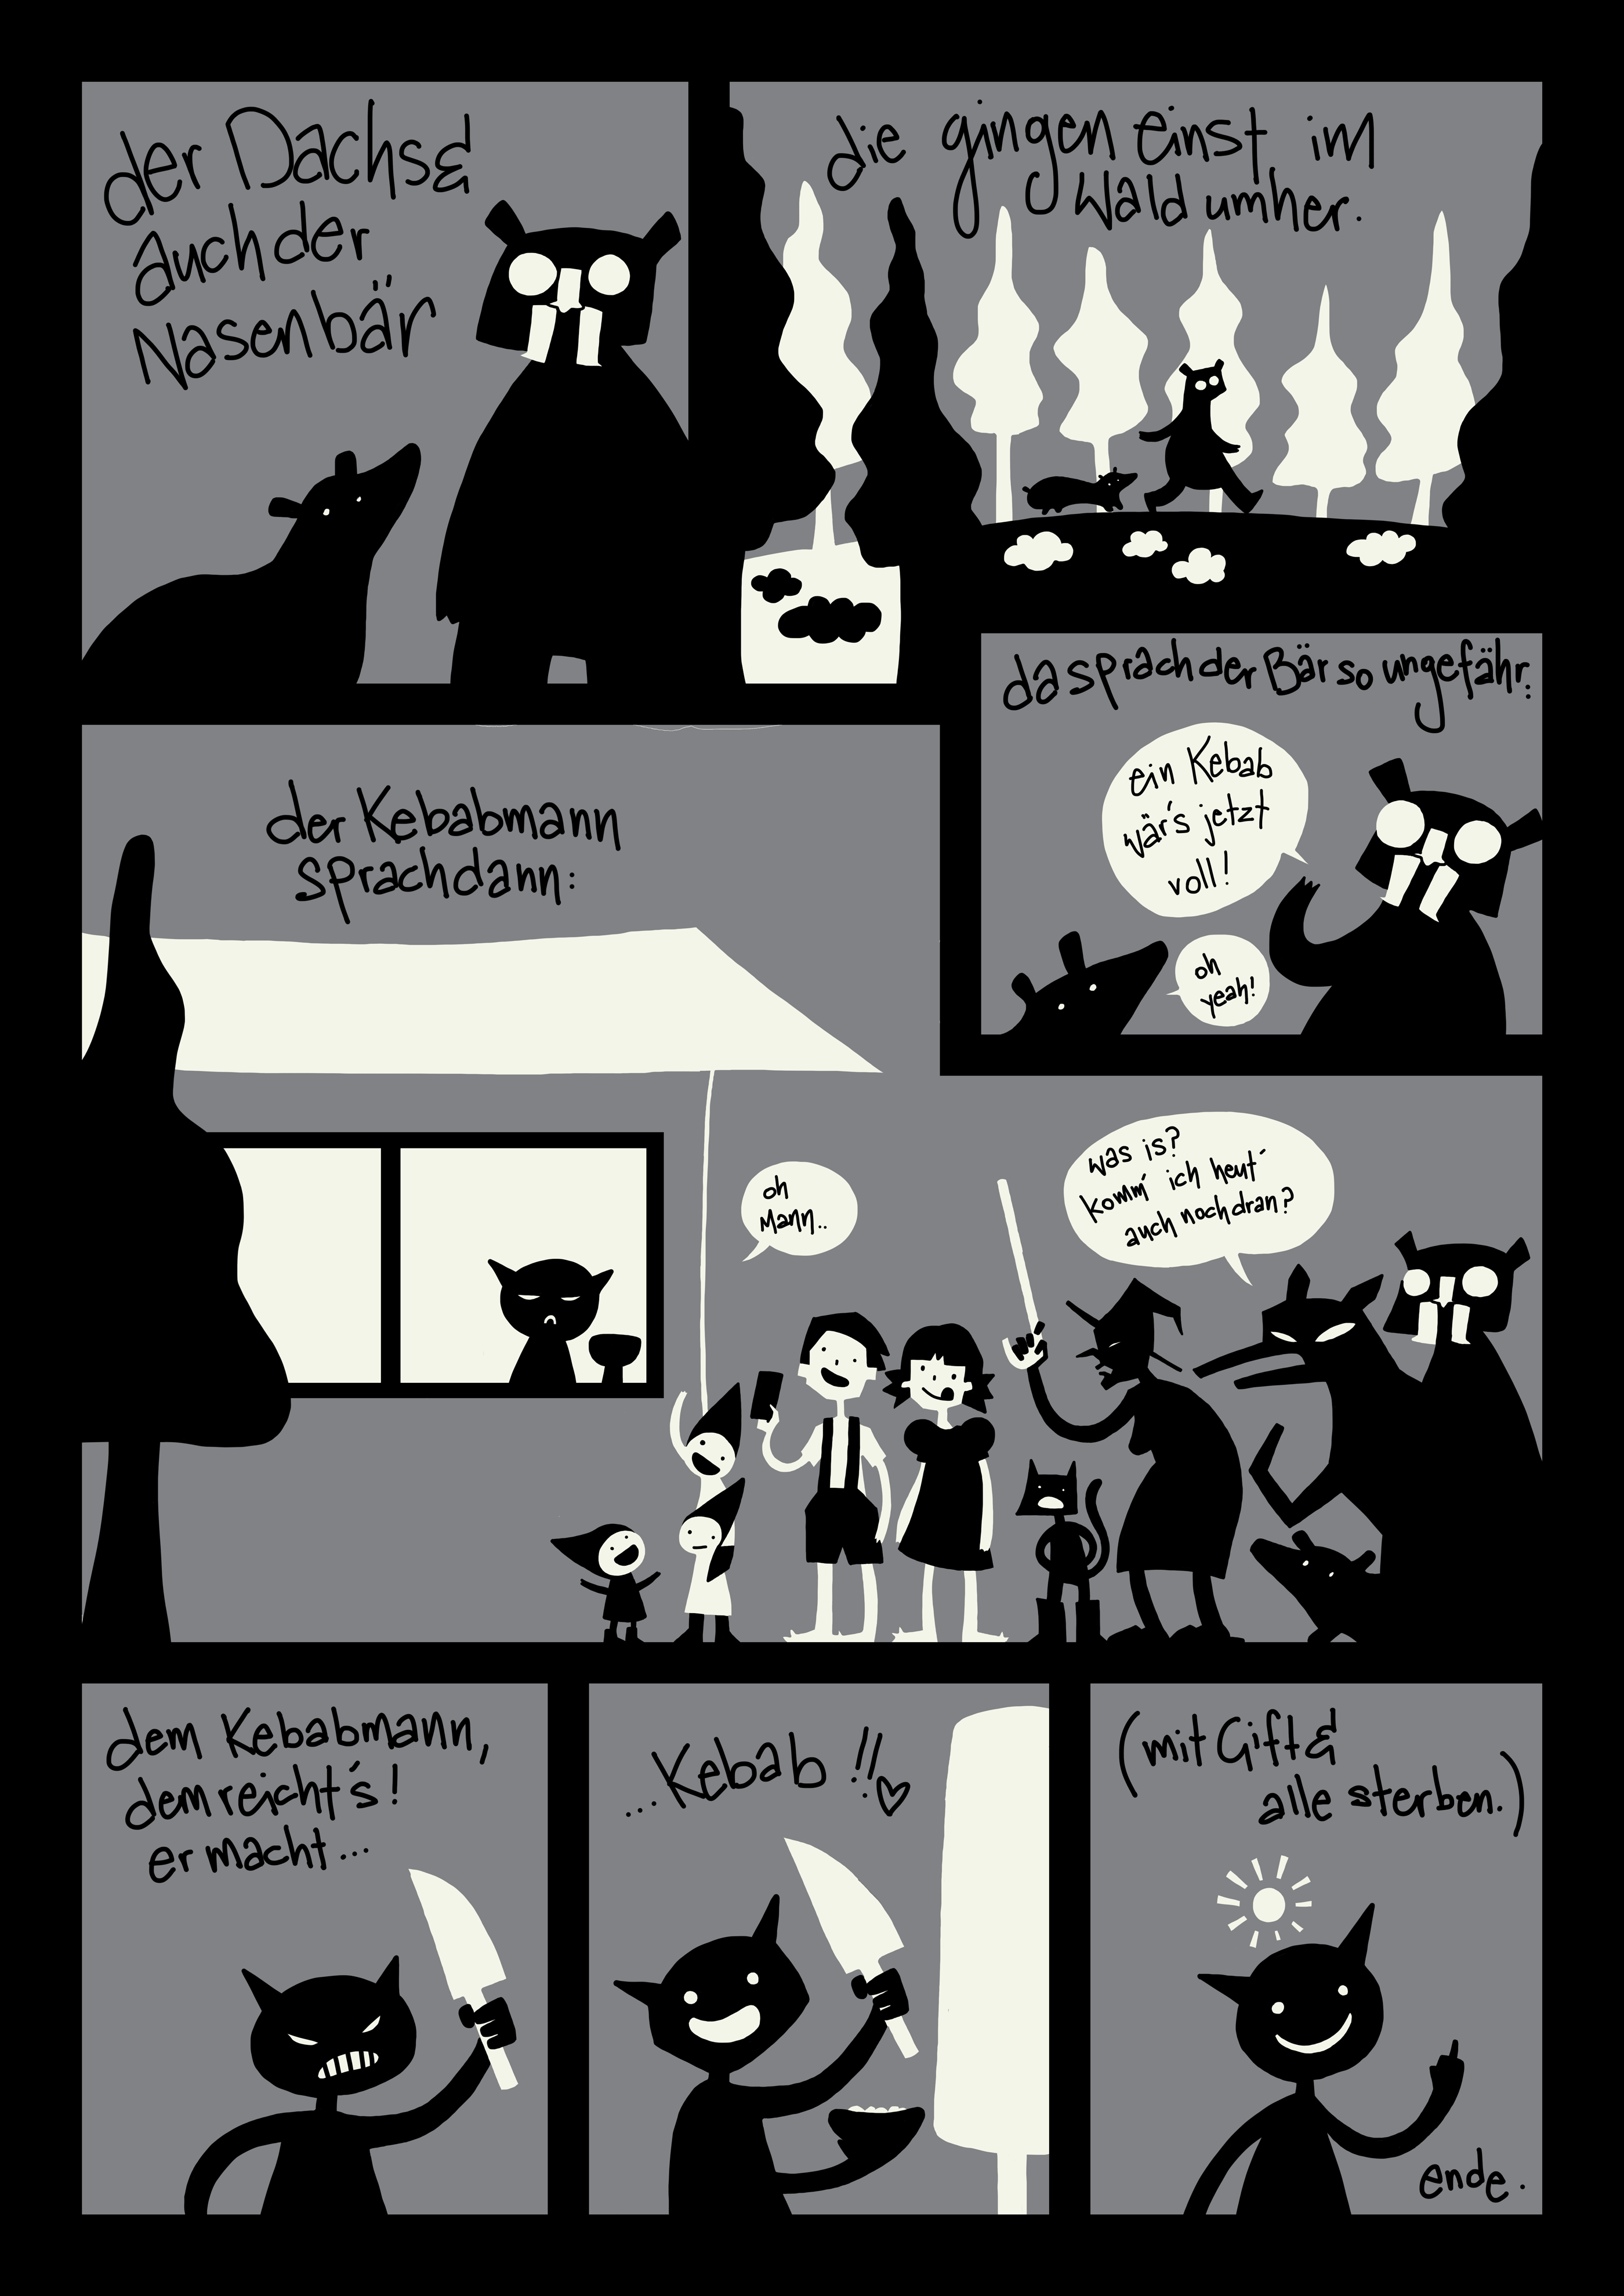 der Dachs &
auch der
Nasenbär
die gingen einst im
Wald umher.
da sprach der Bär so ungefähr:
ein Kebab
wär's jetzt
voll!
oh
yeah!
der Kebabmann
sprach dann:
oh
Mann..
was is?
komm' ich heut'
auch noch dran?
dem Kebabmann,
dem reicht's!
er macht...
...Kebab!!♡
(mit Gift &
alle sterben.)
ende.